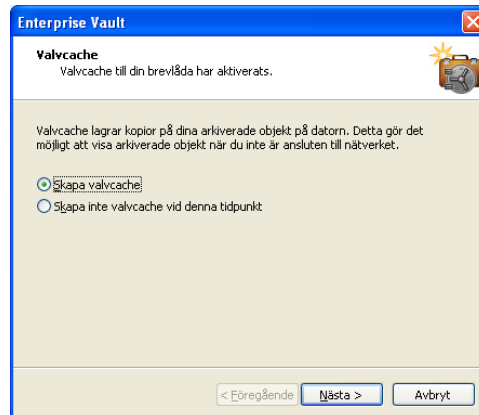 Enterprise Vault
Valvcache
Valvcache till din brevlåda har aktiverats.
Valvcache lagrar kopior på dina arkiverade objekt på datorn. Detta gör det
möjligt att visa arkiverade objekt när du inte är ansluten till nätverket.
Skapa valvcache
Skapa inte valvcache vid denna tidpunkt
< Föregående Nästa > Avbryt